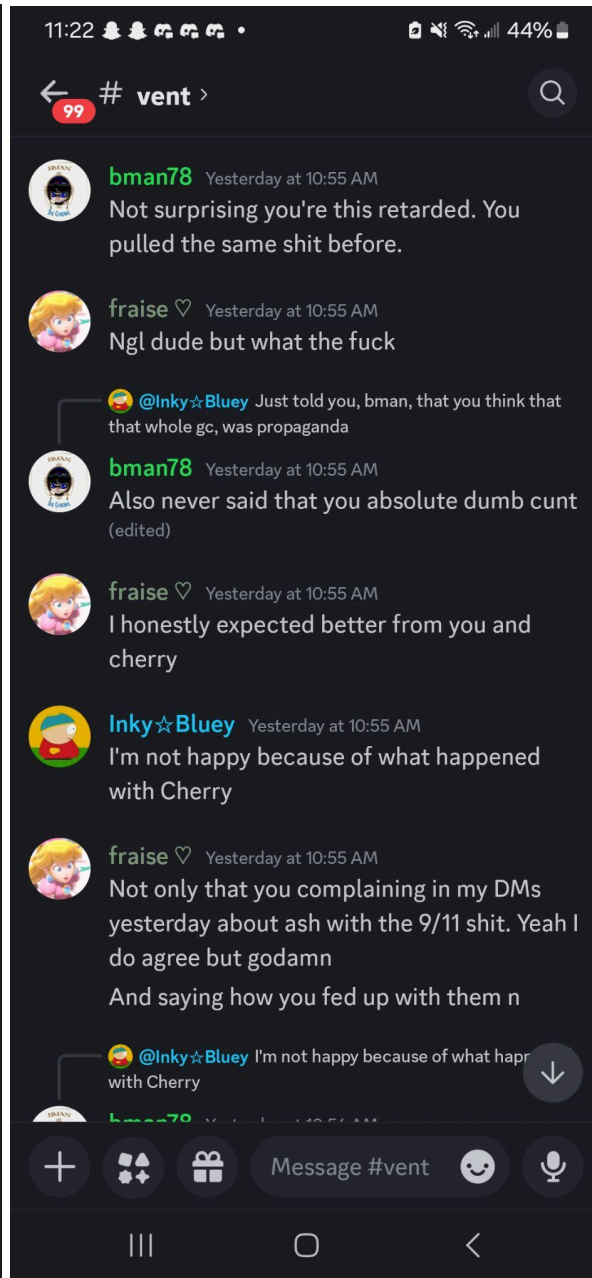 11:22
44%
99
# vent >
bman78 Yesterday at 10:55 AM
Not surprising you're this retarded. You
pulled the same shit before.
fraise ♡ Yesterday at 10:55 AM
Ngl dude but what the fuck
@Inky☆Bluey Just told you, bman, that you think that
that whole gc, was propaganda
bman78 Yesterday at 10:55 AM
Also never said that you absolute dumb cunt
(edited)
fraise ♡ Yesterday at 10:55 AM
I honestly expected better from you and
cherry
Inky☆Bluey Yesterday at 10:55 AM
I'm not happy because of what happened
with Cherry
fraise ♡ Yesterday at 10:55 AM
Not only that you complaining in my DMs
yesterday about ash with the 9/11 shit. Yeah I
do agree but godamn
And saying how you fed up with them n
@Inky☆Bluey I'm not happy because of what happ
with Cherry
bman78
Message #vent